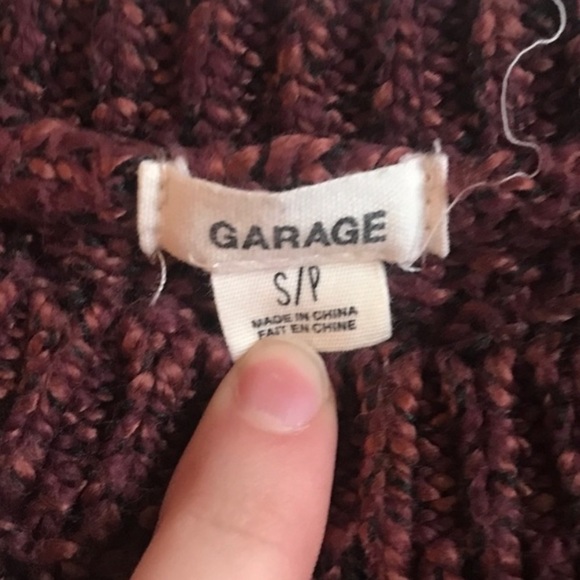 GARAGE
S/P
MADE IN CHINA
FAIT EN CHINE